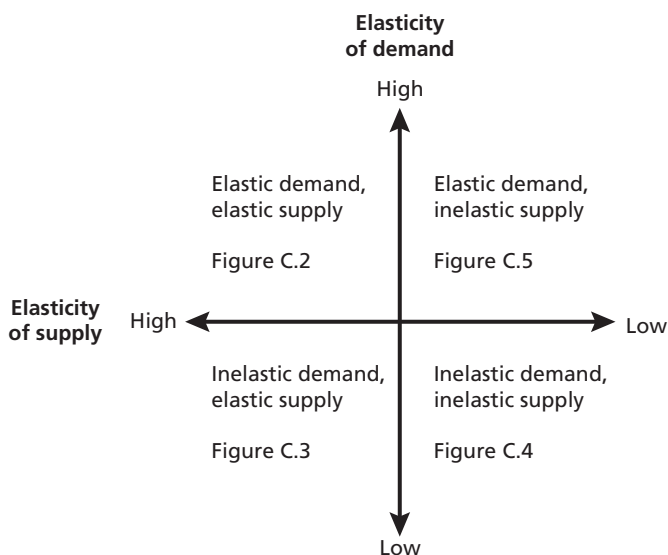 Elasticity
of demand
High
Elastic demand,
elastic supply
Figure C.2
Elastic demand,
inelastic supply
Figure C.5
Elasticity
of supply
High
Low
Inelastic demand,
elastic supply
Figure C.3
Inelastic demand,
inelastic supply
Figure C.4
Low